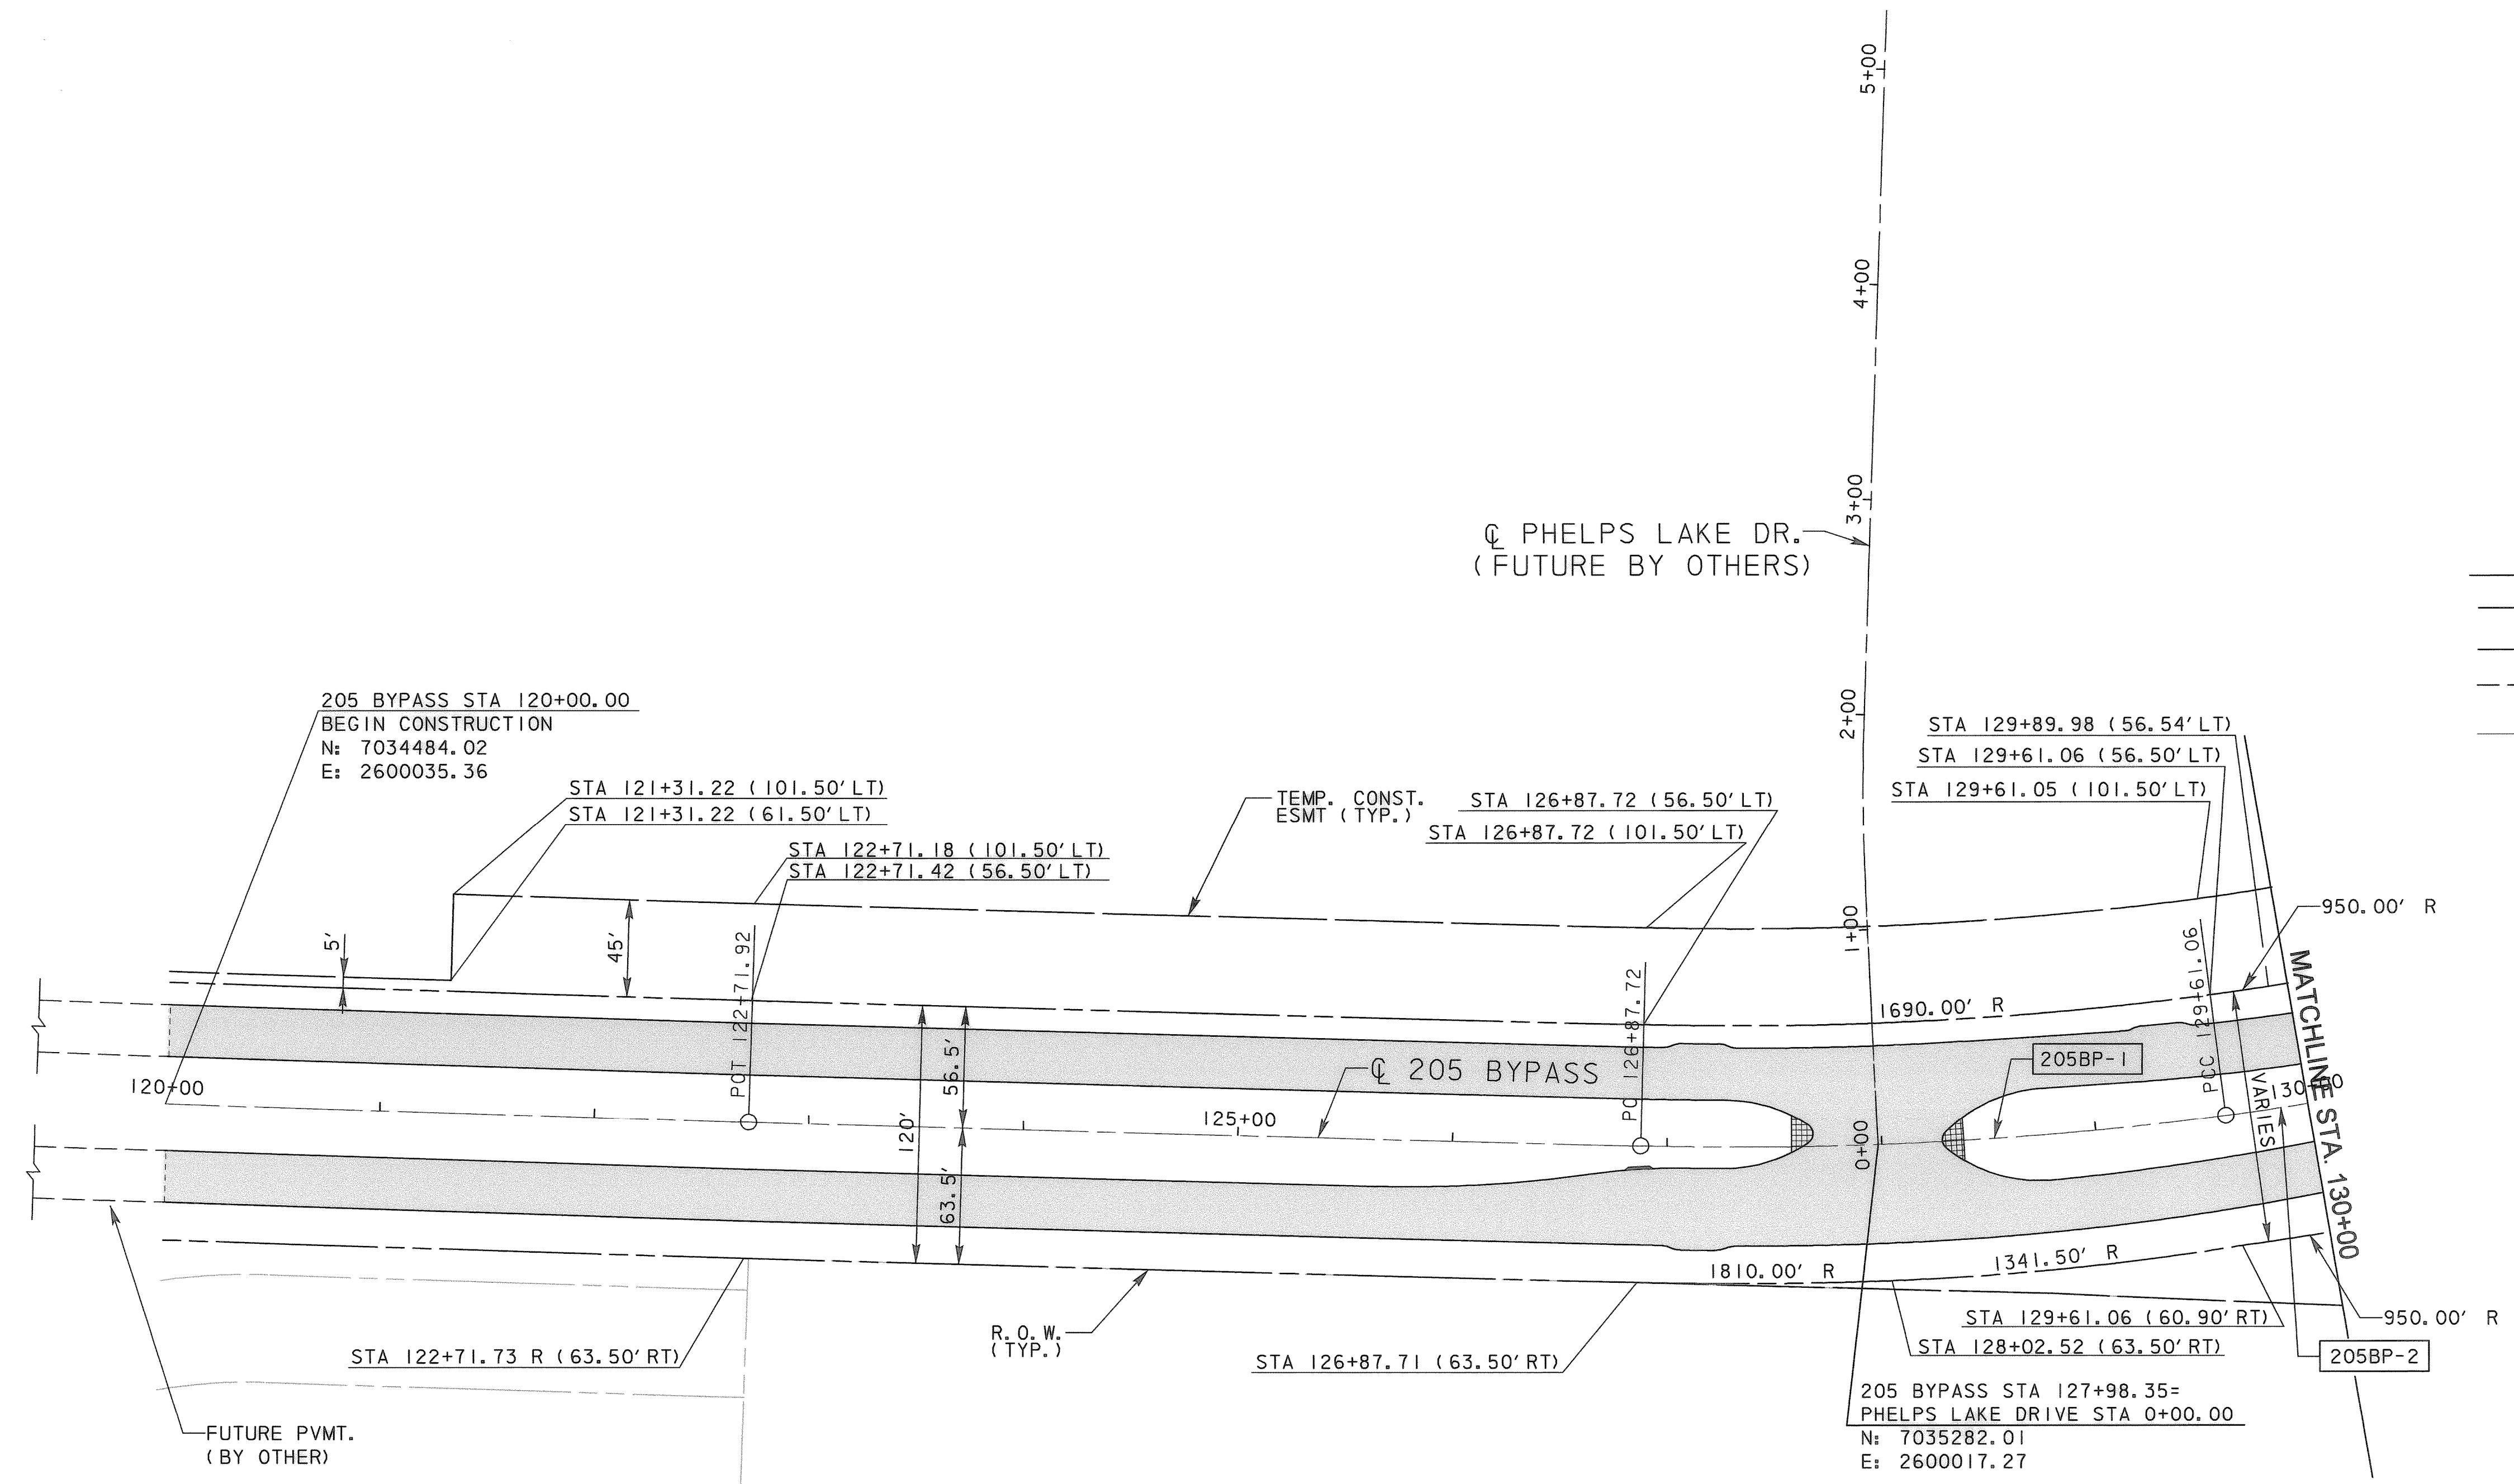 5+00
4+00
3+00
℄ PHELPS LAKE DR.
(FUTURE BY OTHERS)
2+00
1+00
0+00
205 BYPASS STA 120+00.00
BEGIN CONSTRUCTION
N: 7034484.02
E: 2600035.36
STA 121+31.22 (101.50' LT)
STA 121+31.22 (61.50' LT)
STA 122+71.18 (101.50' LT)
STA 122+71.42 (56.50' LT)
TEMP. CONST.
ESMT (TYP.)
STA 126+87.72 (56.50' LT)
STA 126+87.72 (101.50' LT)
STA 129+89.98 (56.54' LT)
STA 129+61.06 (56.50' LT)
STA 129+61.05 (101.50' LT)
950.00' R
5'
45'
POT 122+71.92
PC 126+87.72
PCC 129+61.06
MATCHLINE STA. 130+00
1690.00' R
56.5'
℄ 205 BYPASS
205BP-1
120+00
125+00
130+00
120'
63.5'
VARIES
1810.00' R
1341.50' R
R.O.W.
(TYP.)
STA 122+71.73 R (63.50' RT)
STA 126+87.71 (63.50' RT)
STA 129+61.06 (60.90' RT)
STA 128+02.52 (63.50' RT)
950.00' R
205BP-2
205 BYPASS STA 127+98.35=
PHELPS LAKE DRIVE STA 0+00.00
N: 7035282.01
E: 2600017.27
FUTURE PVMT.
(BY OTHER)